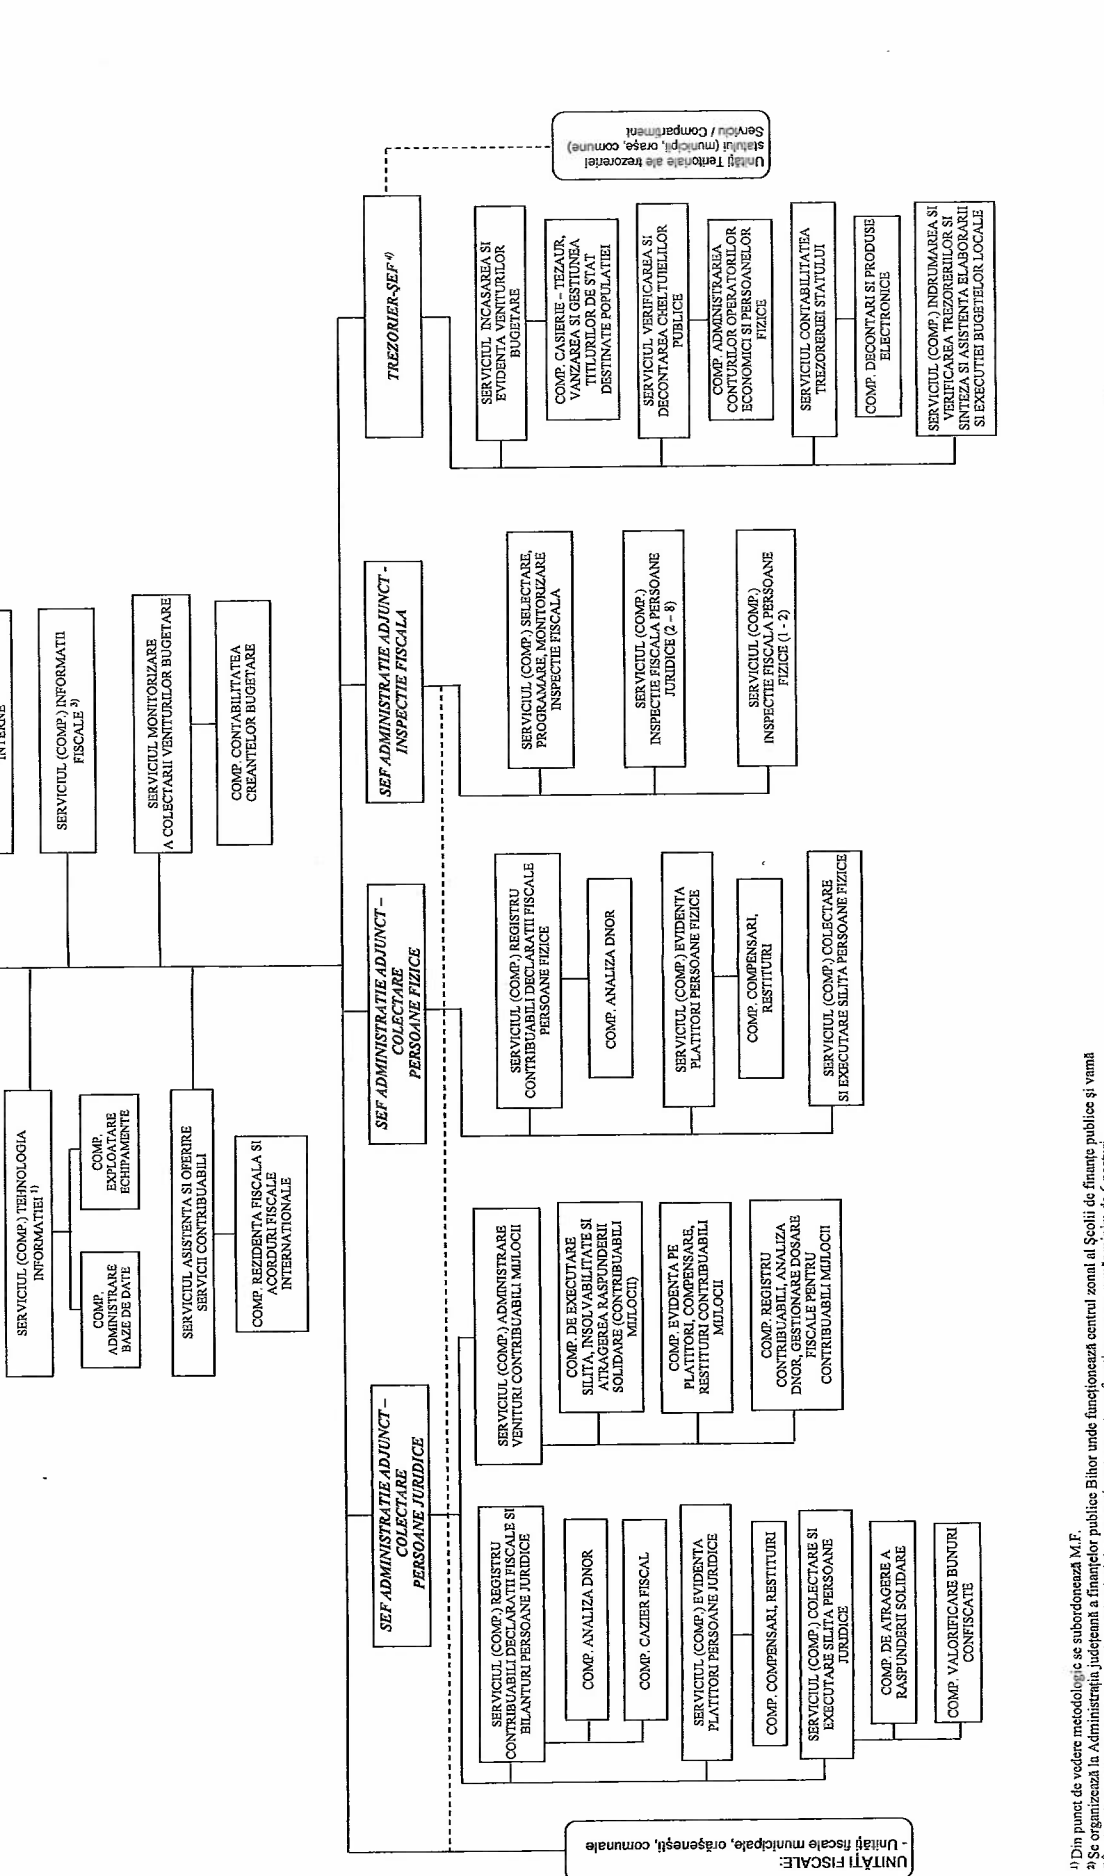 INTERNE
SERVICIUL (COMP.) INFORMATII
FISCALE ³⁾
SERVICIUL MONITORIZARE
A COLECTARII VENITURILOR BUGETARE
COMP. CONTABILITATEA
CREANTELOR BUGETARE
SERVICIUL (COMP.) TEHNOLOGIA
INFORMATIEI ¹⁾
COMP.
ADMINISTRARE
BAZE DE DATE
COMP.
EXPLOATARE
ECHIPAMENTE
SERVICIUL ASISTENTA SI OFERIRE
SERVICII CONTRIBUABILI
COMP. REZIDENTA FISCALA SI
ACORDURI FISCALE
INTERNATIONALE
UNITĂȚI FISCALE:
- Unități fiscale municipale, orășenești, comunale
SEF ADMINISTRATIE ADJUNCT –
COLECTARE
PERSOANE JURIDICE
SERVICIUL (COMP.) REGISTRU
CONTRIBUABILI DECLARATII FISCALE SI
BILANTURI PERSOANE JURIDICE
COMP. ANALIZA DNOR
COMP. CAZIER FISCAL
SERVICIUL (COMP.) EVIDENTA
PLATITORI PERSOANE JURIDICE
COMP. COMPENSARI, RESTITUIRI
SERVICIUL (COMP.) COLECTARE SI
EXECUTARE SILITA PERSOANE
JURIDICE
COMP. DE ATRAGERE A
RASPUNDERII SOLIDARE
COMP. VALORIFICARE BUNURI
CONFISCATE
SERVICIUL (COMP.) ADMINISTRARE
VENITURI CONTRIBUABILI MIJLOCII
COMP. DE EXECUTARE
SILITA, INSOLVABILITATE SI
ATRAGEREA RASPUNDERII
SOLIDARE (CONTRIBUABILI
MIJLOCII)
COMP. EVIDENTA PE
PLATITORI, COMPENSARE,
RESTITUIRI CONTRIBUABILI
MIJLOCII
COMP. REGISTRU
CONTRIBUABILI, ANALIZA
DNOR, GESTIONARE DOSARE
FISCALE PENTRU
CONTRIBUABILI MIJLOCII
SEF ADMINISTRATIE ADJUNCT –
COLECTARE
PERSOANE FIZICE
SERVICIUL (COMP.) REGISTRU
CONTRIBUABILI DECLARATII FISCALE
PERSOANE FIZICE
COMP. ANALIZA DNOR
SERVICIUL (COMP.) EVIDENTA
PLATITORI PERSOANE FIZICE
COMP. COMPENSARI,
RESTITUIRI
SERVICIUL (COMP.) COLECTARE
SI EXECUTARE SILITA PERSOANE FIZICE
SEF ADMINISTRATIE ADJUNCT -
INSPECTIE FISCALA
SERVICIUL (COMP.) SELECTARE,
PROGRAMARE, MONITORIZARE
INSPECTIE FISCALA
SERVICIUL (COMP.)
INSPECTIE FISCALA PERSOANE
JURIDICE (2 – 8)
SERVICIUL (COMP.)
INSPECTIE FISCALA PERSOANE
FIZICE (1 - 2)
TREZORIER-ȘEF ⁴⁾
SERVICIUL INCASAREA SI
EVIDENTA VENITURILOR
BUGETARE
COMP. CASIERIE – TEZAUR,
VANZAREA SI GESTIUNEA
TITLURILOR DE STAT
DESTINATE POPULATIEI
SERVICIUL VERIFICAREA SI
DECONTAREA CHELTUIELILOR
PUBLICE
COMP. ADMINISTRAREA
CONTURILOR OPERATORILOR
ECONOMICI SI PERSOANELOR
FIZICE
SERVICIUL CONTABILITATEA
TREZORERIEI STATULUI
COMP. DECONTARI SI PRODUSE
ELECTRONICE
SERVICIUL (COMP.) INDRUMAREA SI
VERIFICAREA TREZORERIILOR SI
SINTEZA SI ASISTENTA ELABORARII
SI EXECUTIEI BUGETELOR LOCALE
Unități Teritoriale ale trezoreriei
statului (municipii, orașe, comune)
Serviciu / Compartiment
¹⁾ Din punct de vedere metodologic se subordonează M.F.
²⁾ Se organizează la Administrația județeană a finanțelor publice Bihor unde funcționează centrul zonal al Școlii de finanțe publice și vamă